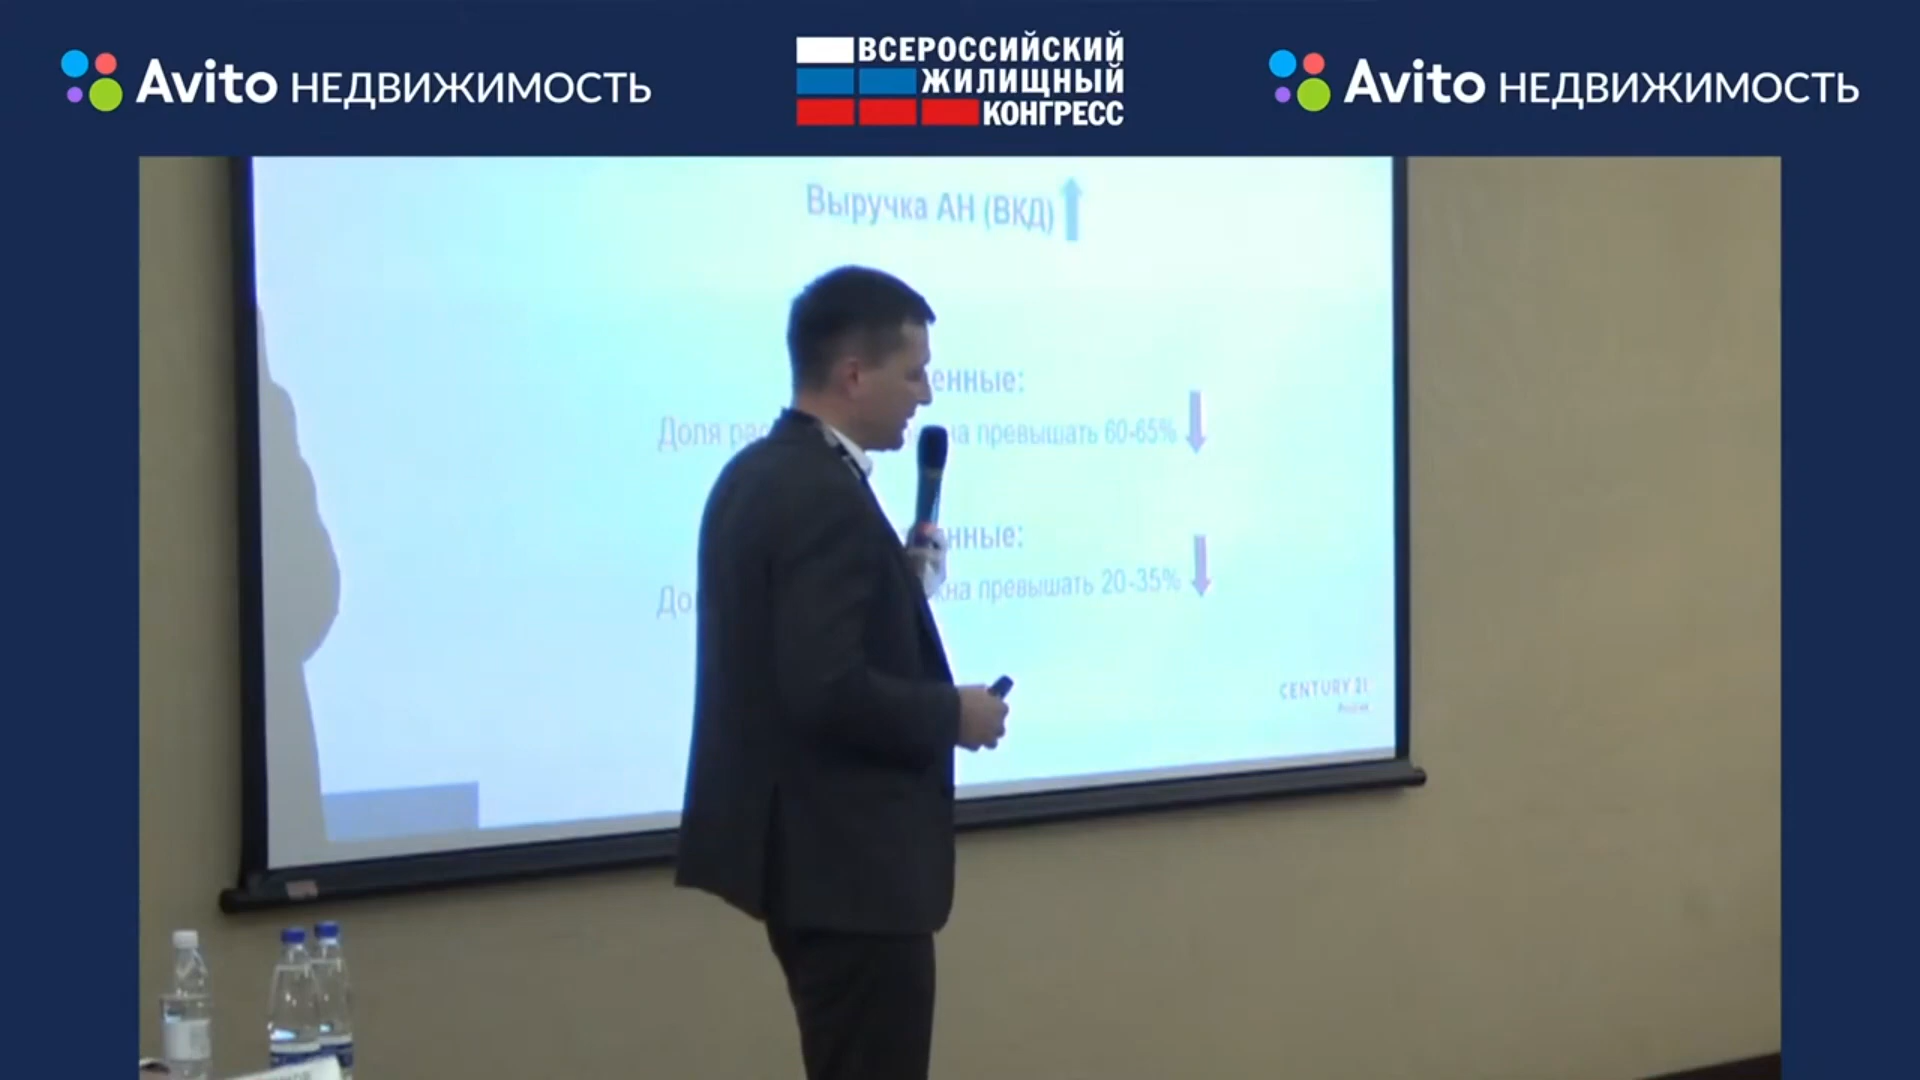 Avito НЕДВИЖИМОСТЬ
ВСЕРОССИЙСКИЙ
ЖИЛИЩНЫЙ
КОНГРЕСС
Avito НЕДВИЖИМОСТЬ
Выручка АН (ВКД)
енные:
Доля на превышать 60-65%
нные:
До жна превышать 20-35%
CENTURY 21